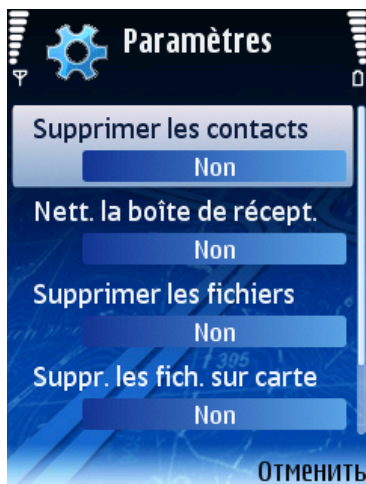 Paramètres
Supprimer les contacts
Non
Nett. la boîte de récept.
Non
Supprimer les fichiers
Non
Suppr. les fich. sur carte
Non
Отменить